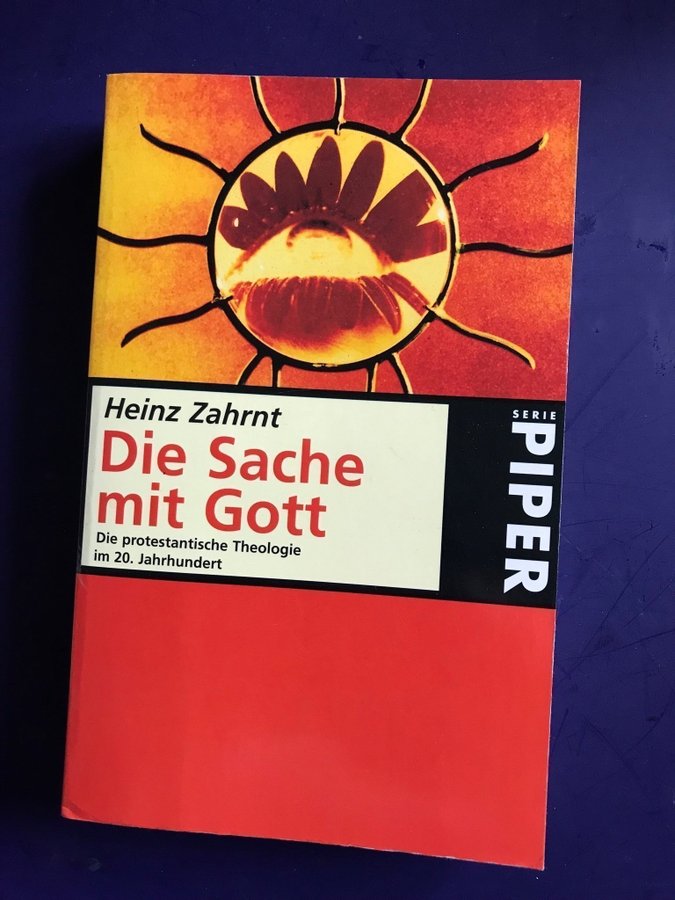 Heinz Zahrnt
Die Sache
mit Gott
Die protestantische Theologie
im 20. Jahrhundert
SERIE
PIPER